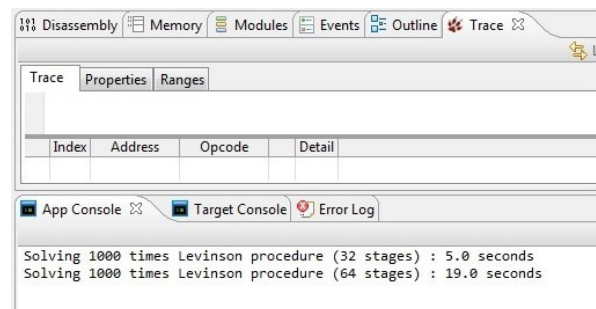 Disassembly Memory Modules Events Outline Trace
Trace Properties Ranges
Index Address Opcode Detail
App Console Target Console Error Log
Solving 1000 times Levinson procedure (32 stages) : 5.0 seconds
Solving 1000 times Levinson procedure (64 stages) : 19.0 seconds